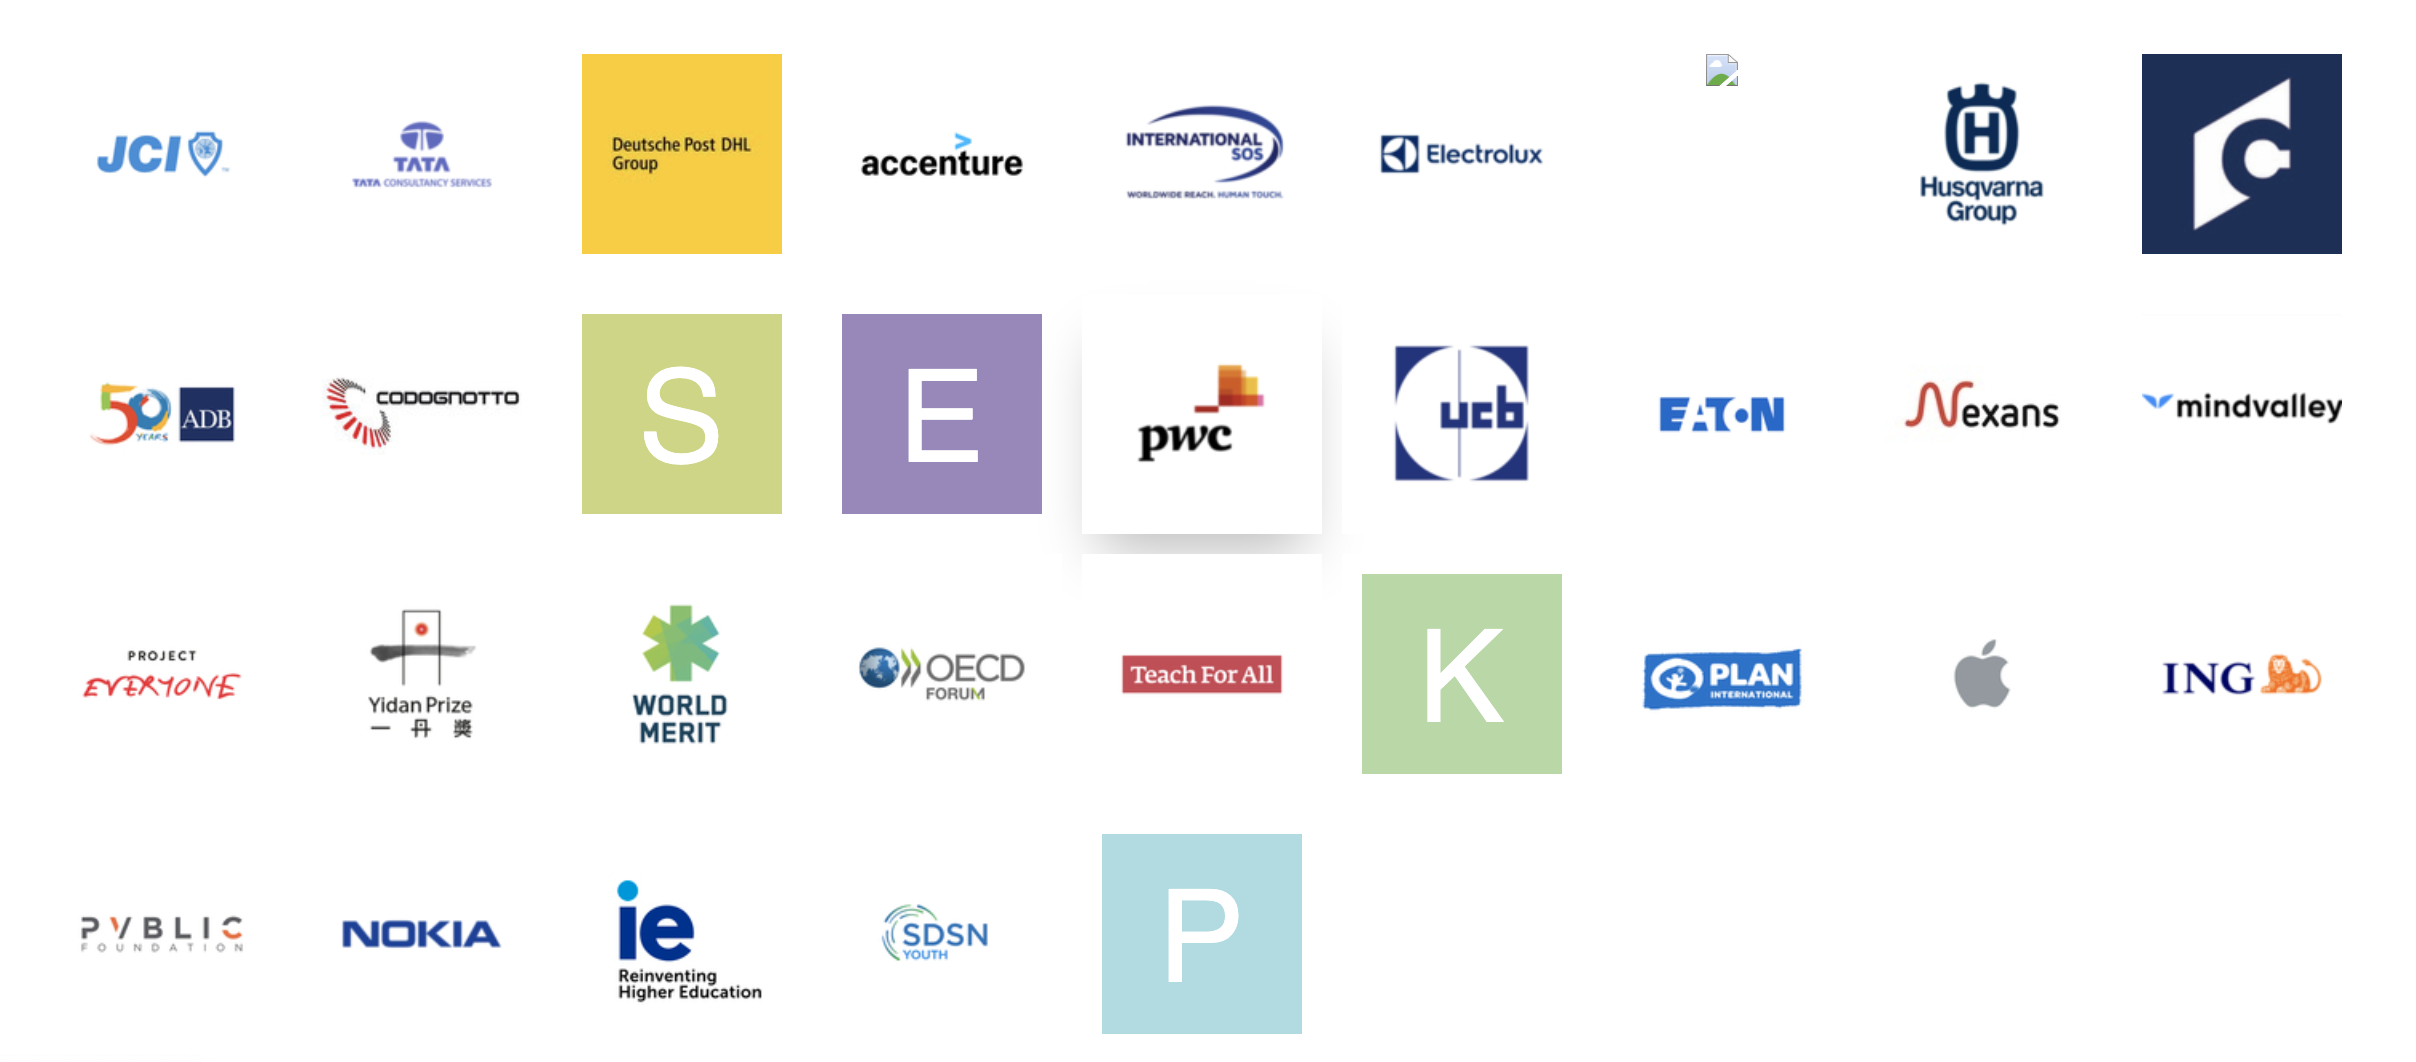 JCI
TATA
TATA CONSULTANCY SERVICES
Deutsche Post DHL
Group
accenture
INTERNATIONAL
SOS
WORLDWIDE REACH. HUMAN TOUCH.
Electrolux
H
Husqvarna
Group
C
50
YEARS
ADB
CODOGNOTTO
S
E
pwc
ucb
EATON
Nexans
mindvalley
PROJECT
EVERYONE
Yidan Prize
一 丹 獎
WORLD
MERIT
OECD
FORUM
Teach For All
K
PLAN
INTERNATIONAL
ING
PVBLIC
FOUNDATION
NOKIA
ie
Reinventing
Higher Education
SDSN
YOUTH
P